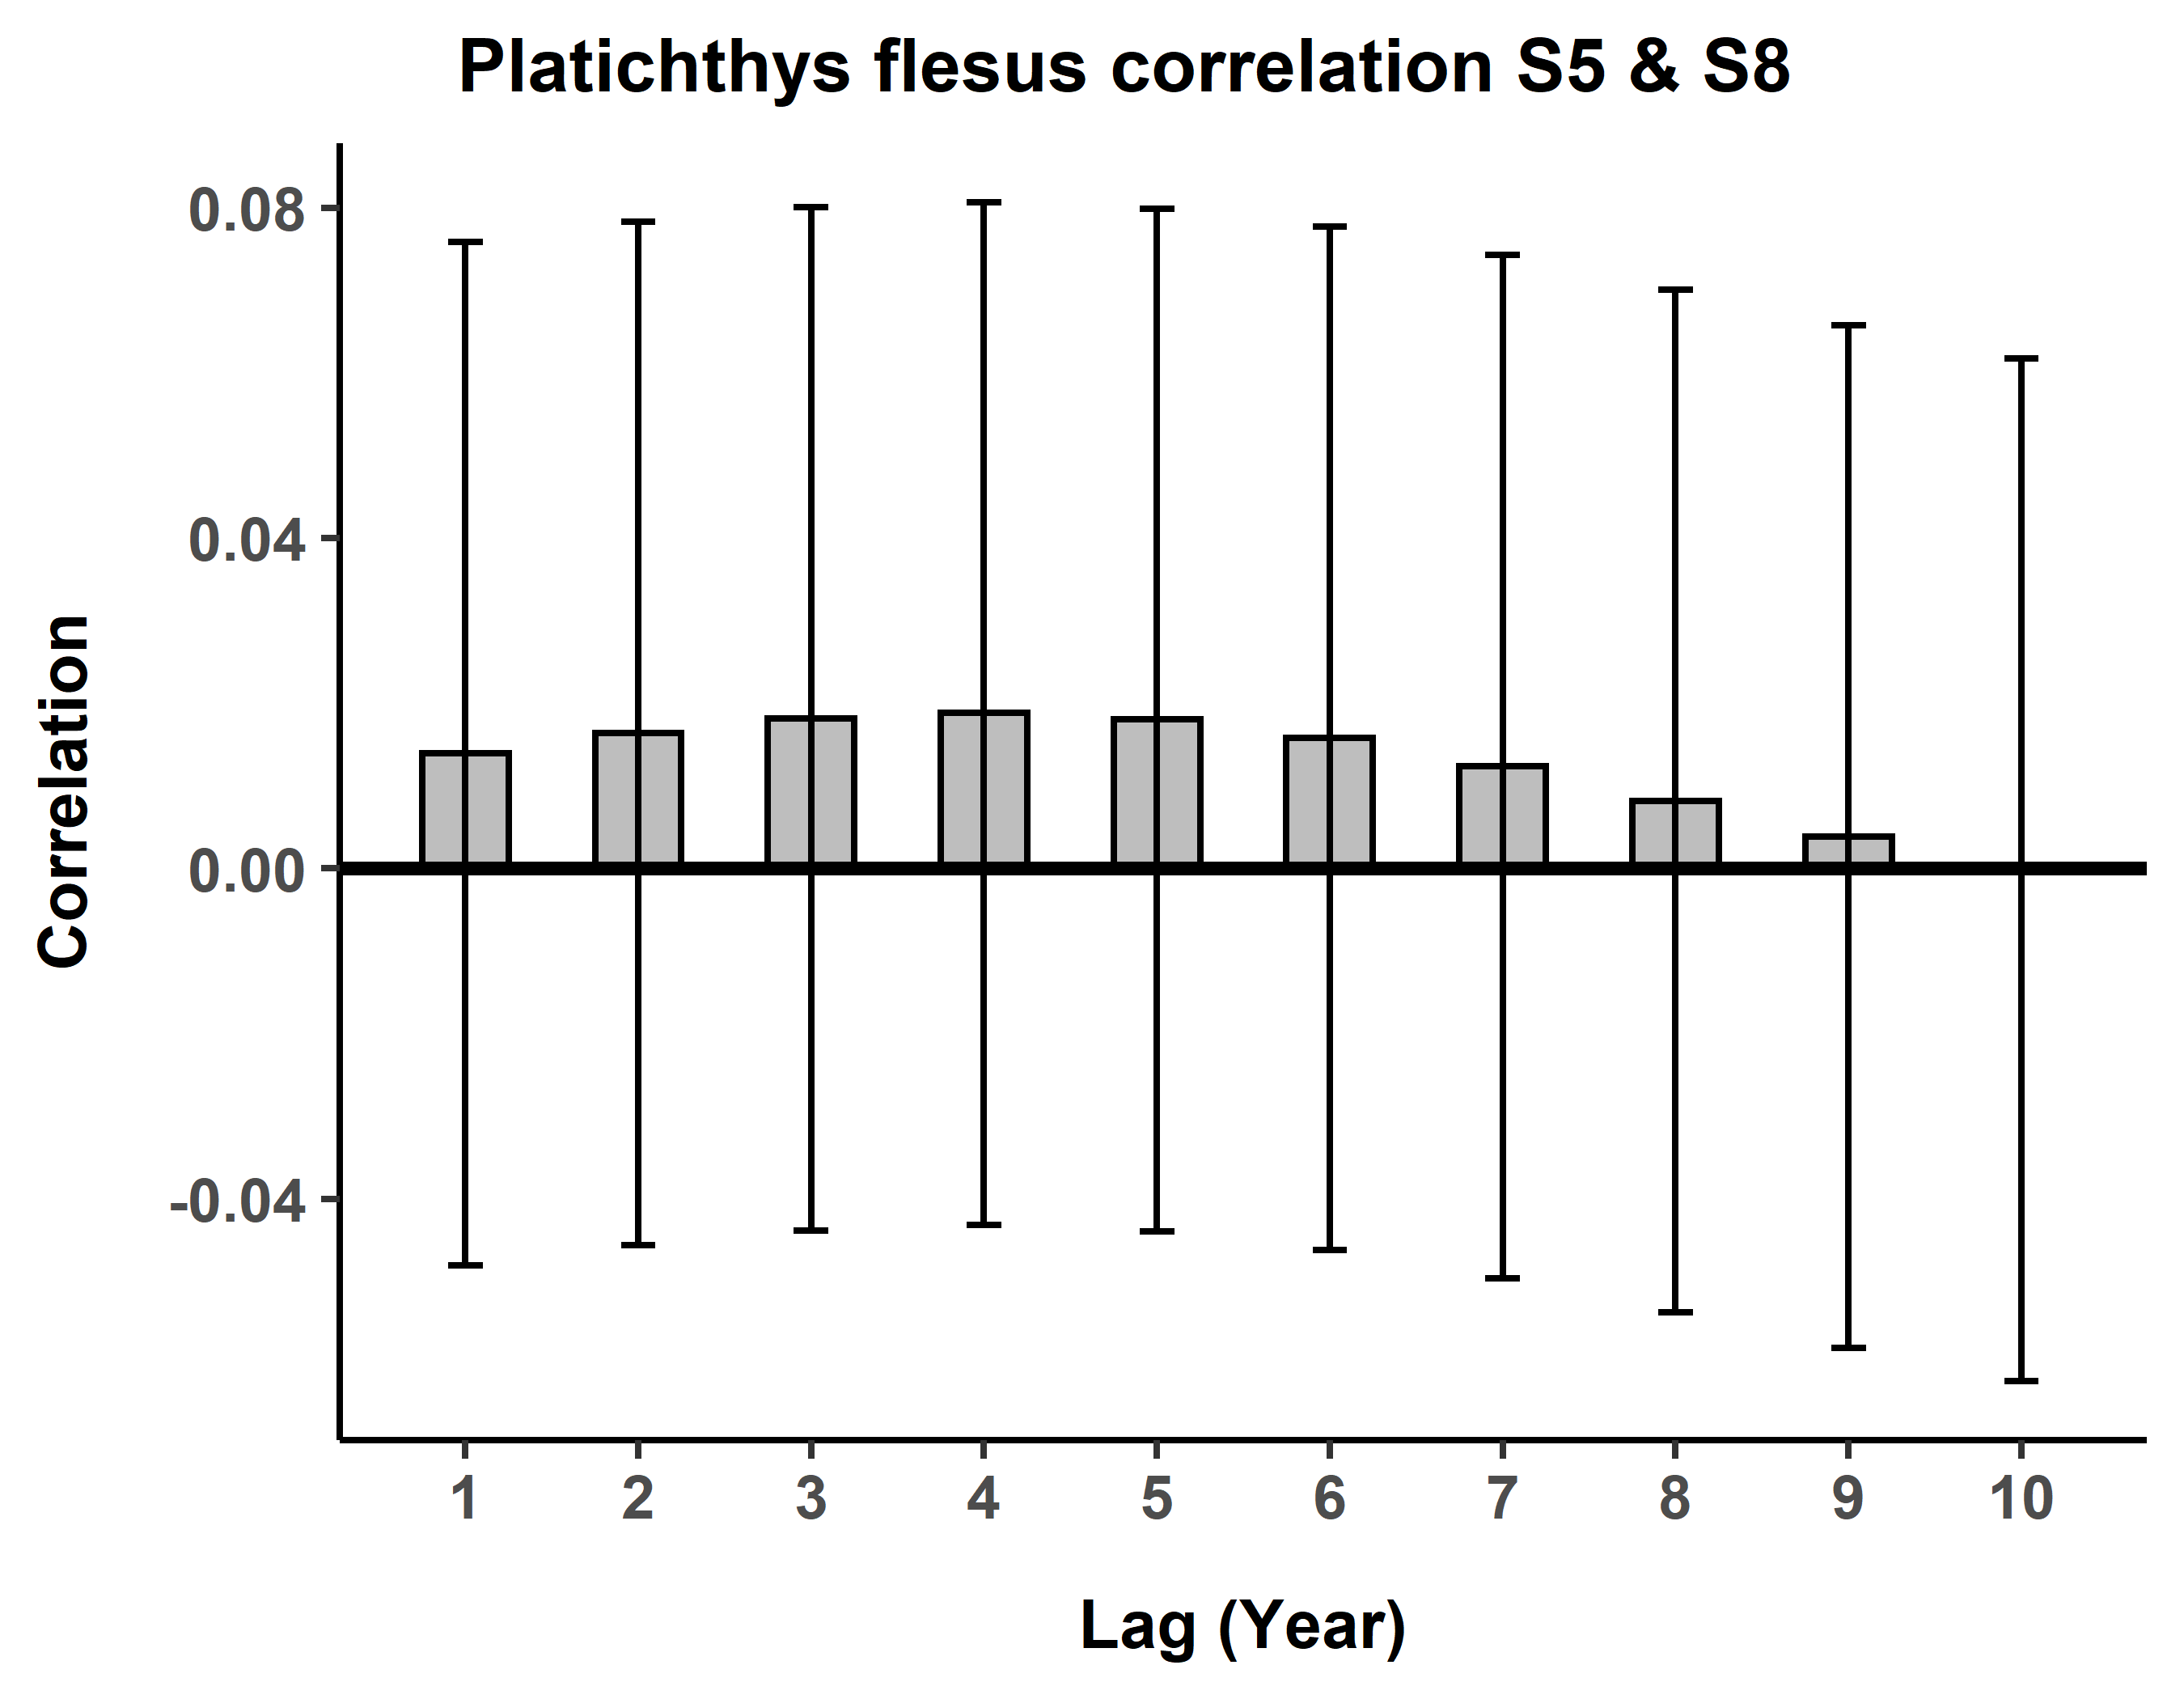 Platichthys flesus correlation S5 & S8
0.08
0.04
0.00
-0.04
Correlation
1 2 3 4 5 6 7 8 9 10
Lag (Year)